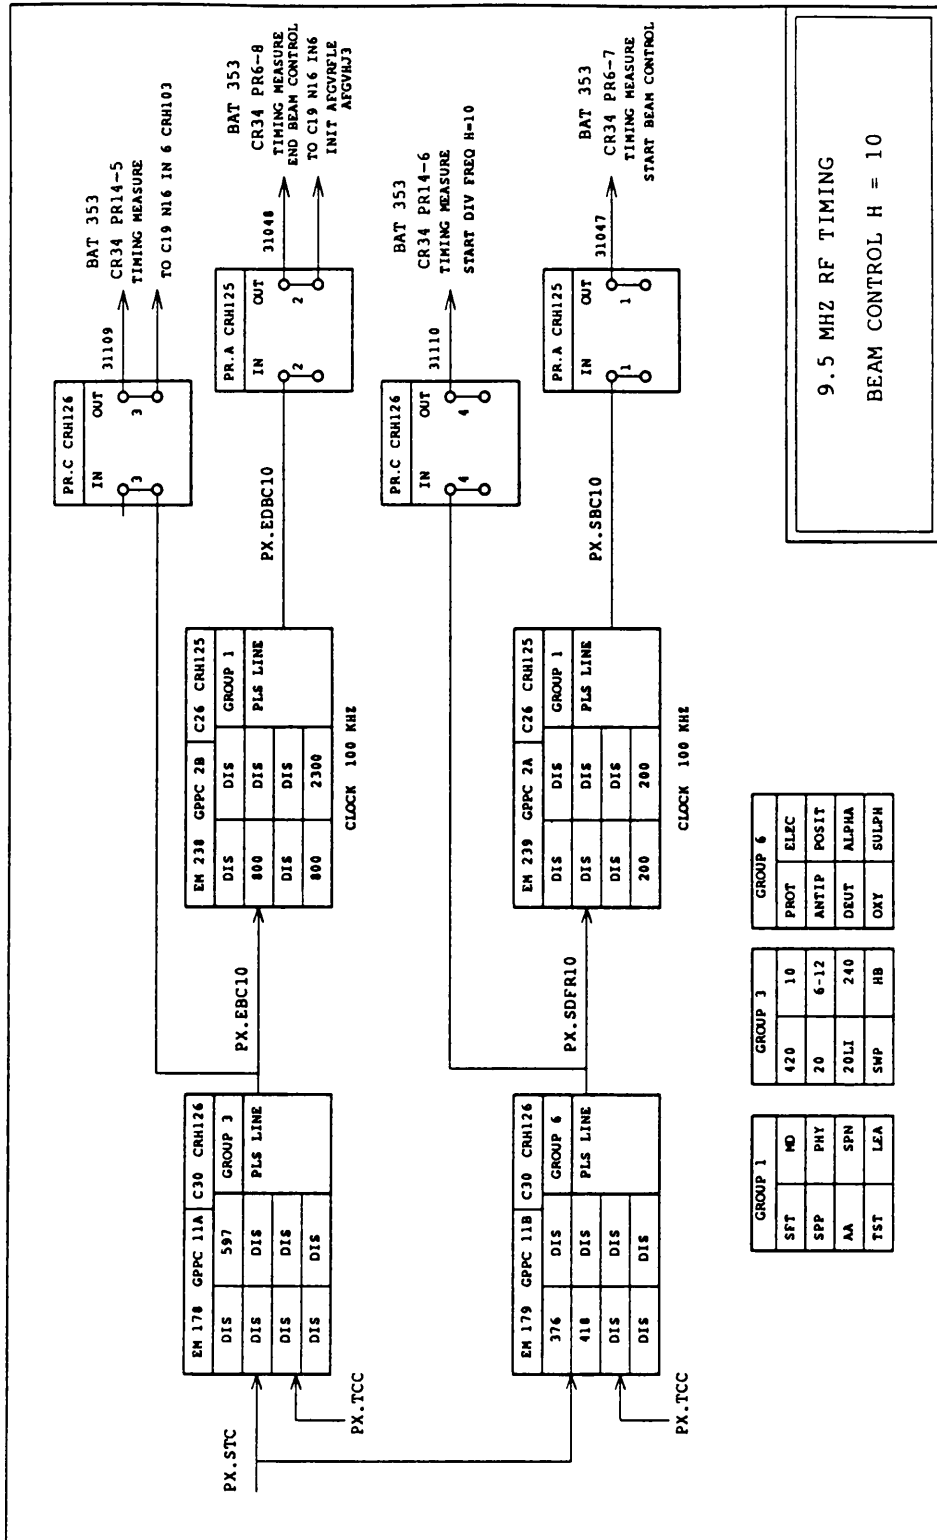 PX.STC
PX.TCC
EM 178 GPPC 11A C30 CRH126
DIS 597 GROUP 3
DIS DIS PLS LINE
DIS DIS
DIS DIS
PX.EBC10
EM 238 GPPC 2B C26 CRH125
DIS DIS GROUP 1
800 DIS PLS LINE
DIS DIS
800 2300
CLOCK 100 KHZ
PX.EDBC10
PR.C CRH126
IN OUT
3 3
31109
BAT 353
CR34 PR14-5
TIMING MEASURE
TO C19 N16 IN 6 CRH103
PR.A CRH125
IN OUT
2 2
31048
BAT 353
CR34 PR6-8
TIMING MEASURE
END BEAM CONTROL
TO C19 N16 IN6
INIT AFGVRFLE
AFGVHJ3
PX.TCC
EM 179 GPPC 11B C30 CRH126
376 DIS GROUP 6
418 DIS PLS LINE
DIS DIS
DIS DIS
PX.SDFR10
EM 239 GPPC 2A C26 CRH125
DIS DIS GROUP 1
DIS DIS PLS LINE
DIS DIS
200 200
CLOCK 100 KHZ
PX.SBC10
PR.C CRH126
IN OUT
4 4
31110
BAT 353
CR34 PR14-6
TIMING MEASURE
START DIV FREQ H=10
PR.A CRH125
IN OUT
1 1
31047
BAT 353
CR34 PR6-7
TIMING MEASURE
START BEAM CONTROL
GROUP 1
SFT MD
SPP PHY
AA SPN
TST LEA
GROUP 3
420 10
20 6-12
20LI 240
SWP HB
GROUP 6
PROT ELEC
ANTIP POSIT
DEUT ALPHA
OXY SULPH
9.5 MHZ RF TIMING
BEAM CONTROL H = 10